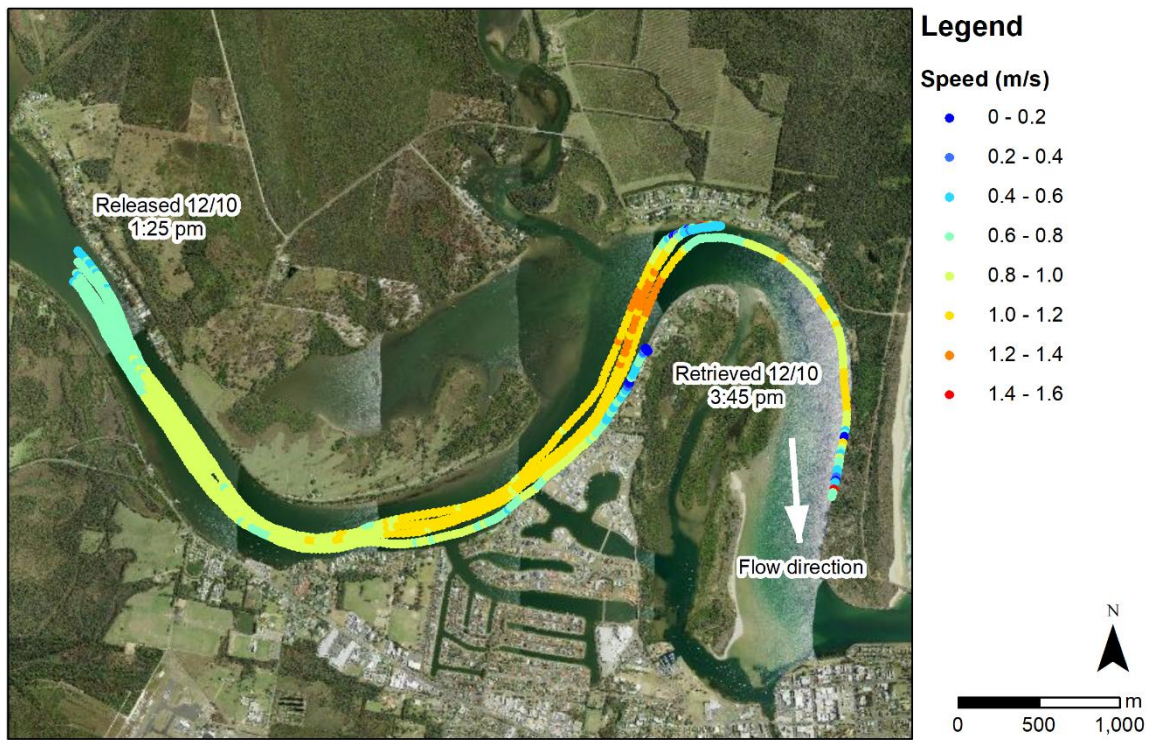 Released 12/10
1:25 pm
Retrieved 12/10
3:45 pm
Flow direction
Legend
Speed (m/s)
0 - 0.2
0.2 - 0.4
0.4 - 0.6
0.6 - 0.8
0.8 - 1.0
1.0 - 1.2
1.2 - 1.4
1.4 - 1.6
N
m
0 500 1,000